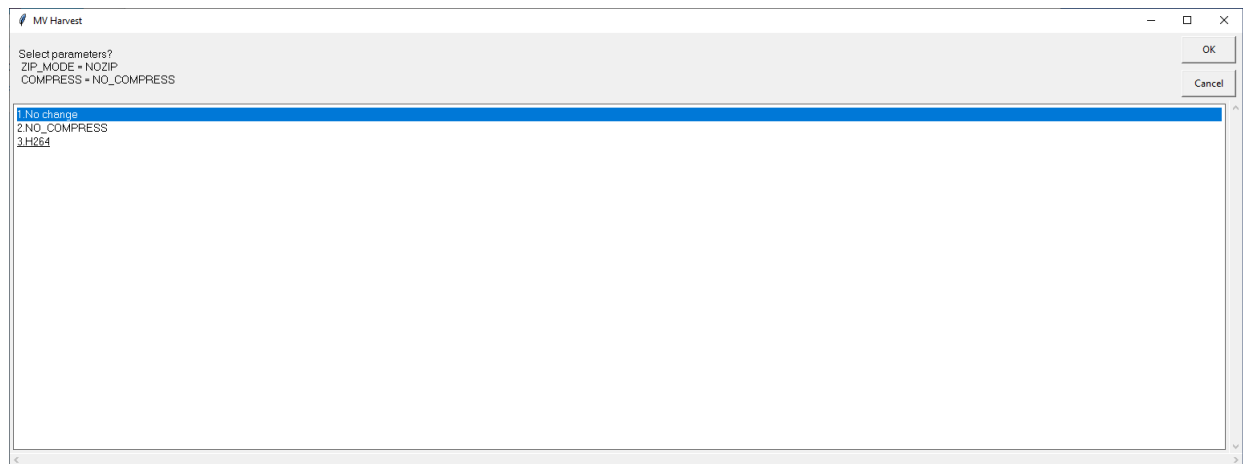 MV Harvest
Select parameters?
ZIP_MODE = NOZIP
COMPRESS = NO_COMPRESS
OK
Cancel
1.No change
2.NO_COMPRESS
3.H264